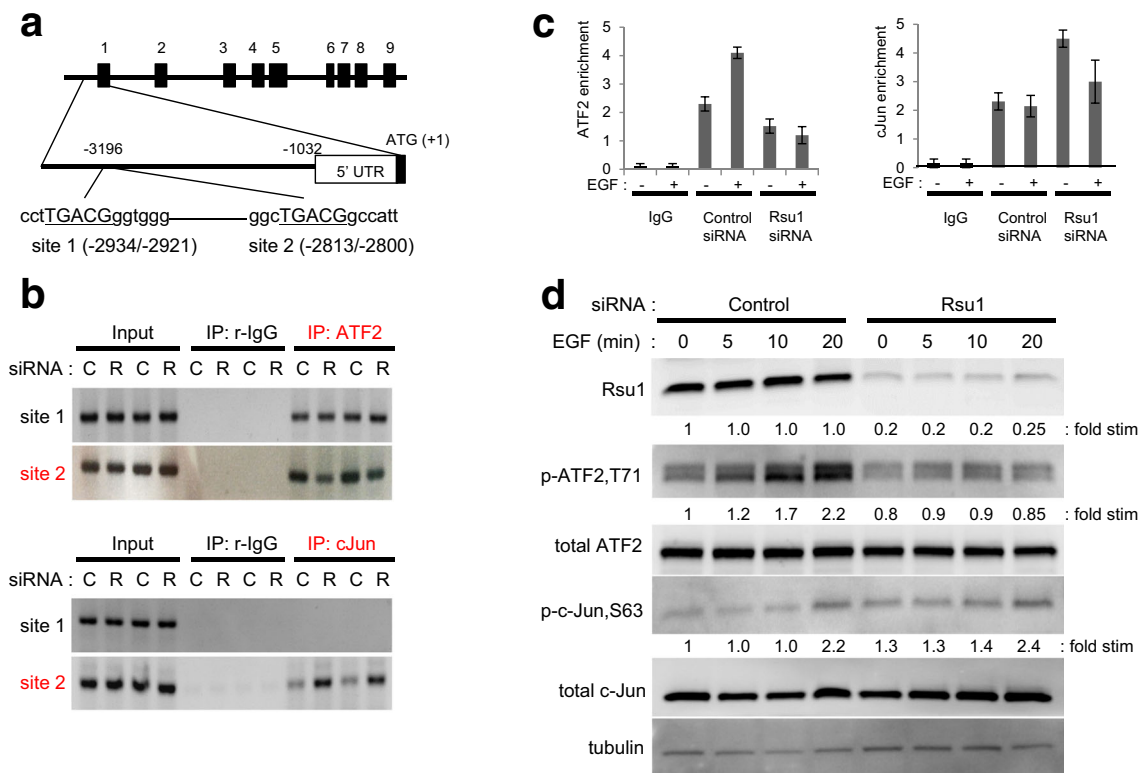 a
1 2 3 4 5 6 7 8 9
ATG (+1)
-3196 -1032
5' UTR
cctTGACGggtggg ggcTGACGgccatt
site 1 (-2934/-2921) site 2 (-2813/-2800)
b
Input IP: r-IgG IP: ATF2
siRNA : C R C R C R C R C R C R
site 1
site 2
Input IP: r-IgG IP: cJun
siRNA : C R C R C R C R C R C R
site 1
site 2
c
ATF2 enrichment
5
4
3
2
1
0
EGF : - + - + - +
IgG Control siRNA Rsu1 siRNA
cJun enrichment
5
4
3
2
1
0
EGF : - + - + - +
IgG Control siRNA Rsu1 siRNA
d
siRNA : Control Rsu1
EGF (min) 0 5 10 20 0 5 10 20
Rsu1
1 1.0 1.0 1.0 0.2 0.2 0.2 0.25 : fold stim
p-ATF2,T71
1 1.2 1.7 2.2 0.8 0.9 0.9 0.85 : fold stim
total ATF2
p-c-Jun,S63
1 1.0 1.0 2.2 1.3 1.3 1.4 2.4 : fold stim
total c-Jun
tubulin